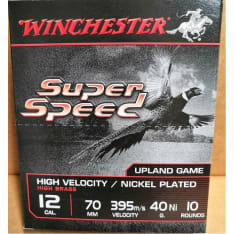 WINCHESTER
Super
Speed
UPLAND GAME
HIGH VELOCITY / NICKEL PLATED
HIGH BRASS
12 70 395m/s 40 Ni 10
CAL. MM VELOCITY G. ROUNDS